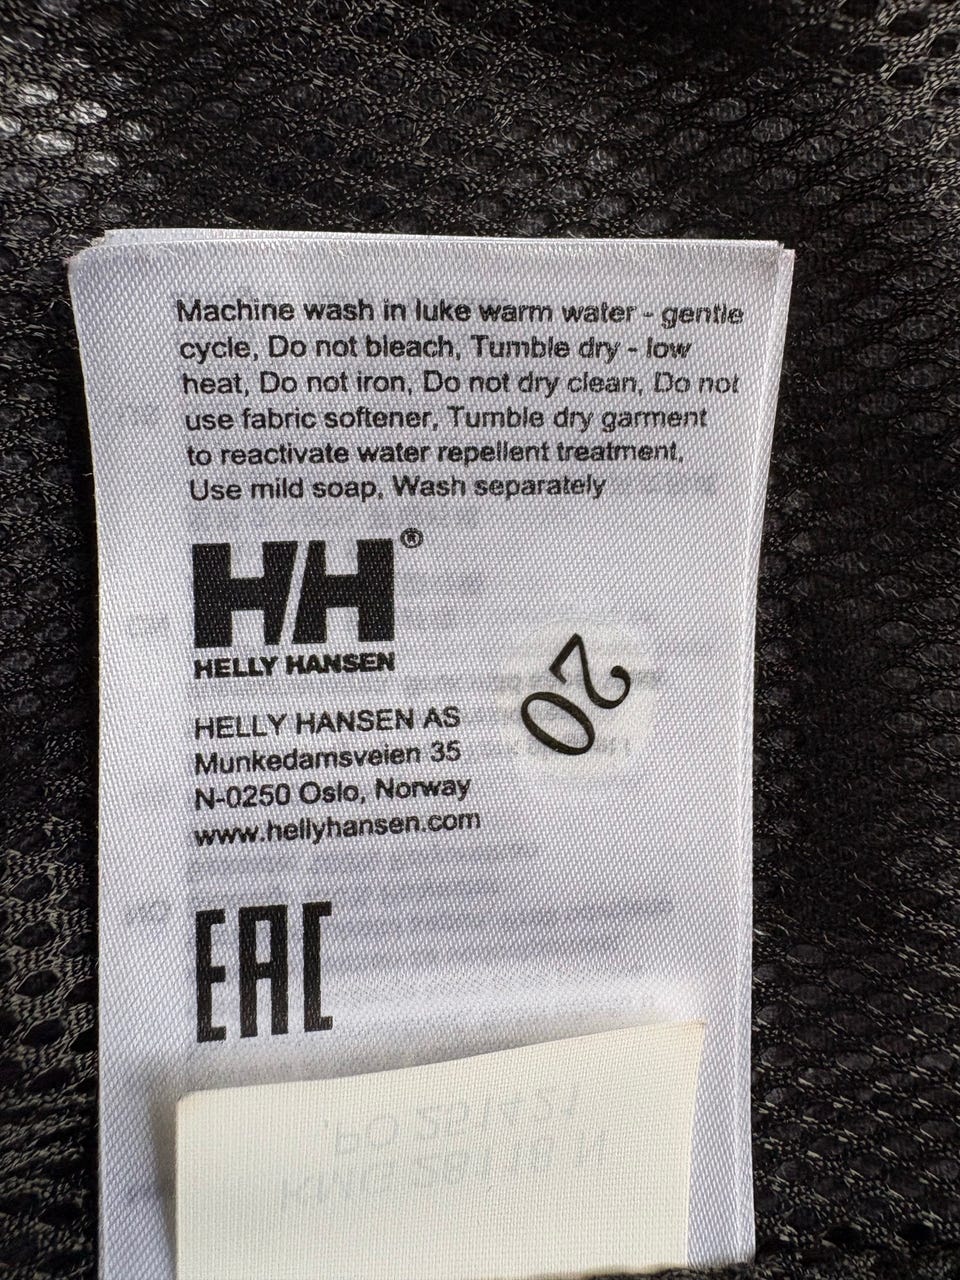 Machine wash in luke warm water - gentle
cycle, Do not bleach, Tumble dry - low
heat, Do not iron, Do not dry clean, Do not
use fabric softener, Tumble dry garment
to reactivate water repellent treatment,
Use mild soap, Wash separately
HH®
HELLY HANSEN
20
HELLY HANSEN AS
Munkedamsveien 35
N-0250 Oslo, Norway
www.hellyhansen.com
EAC
PO 251421